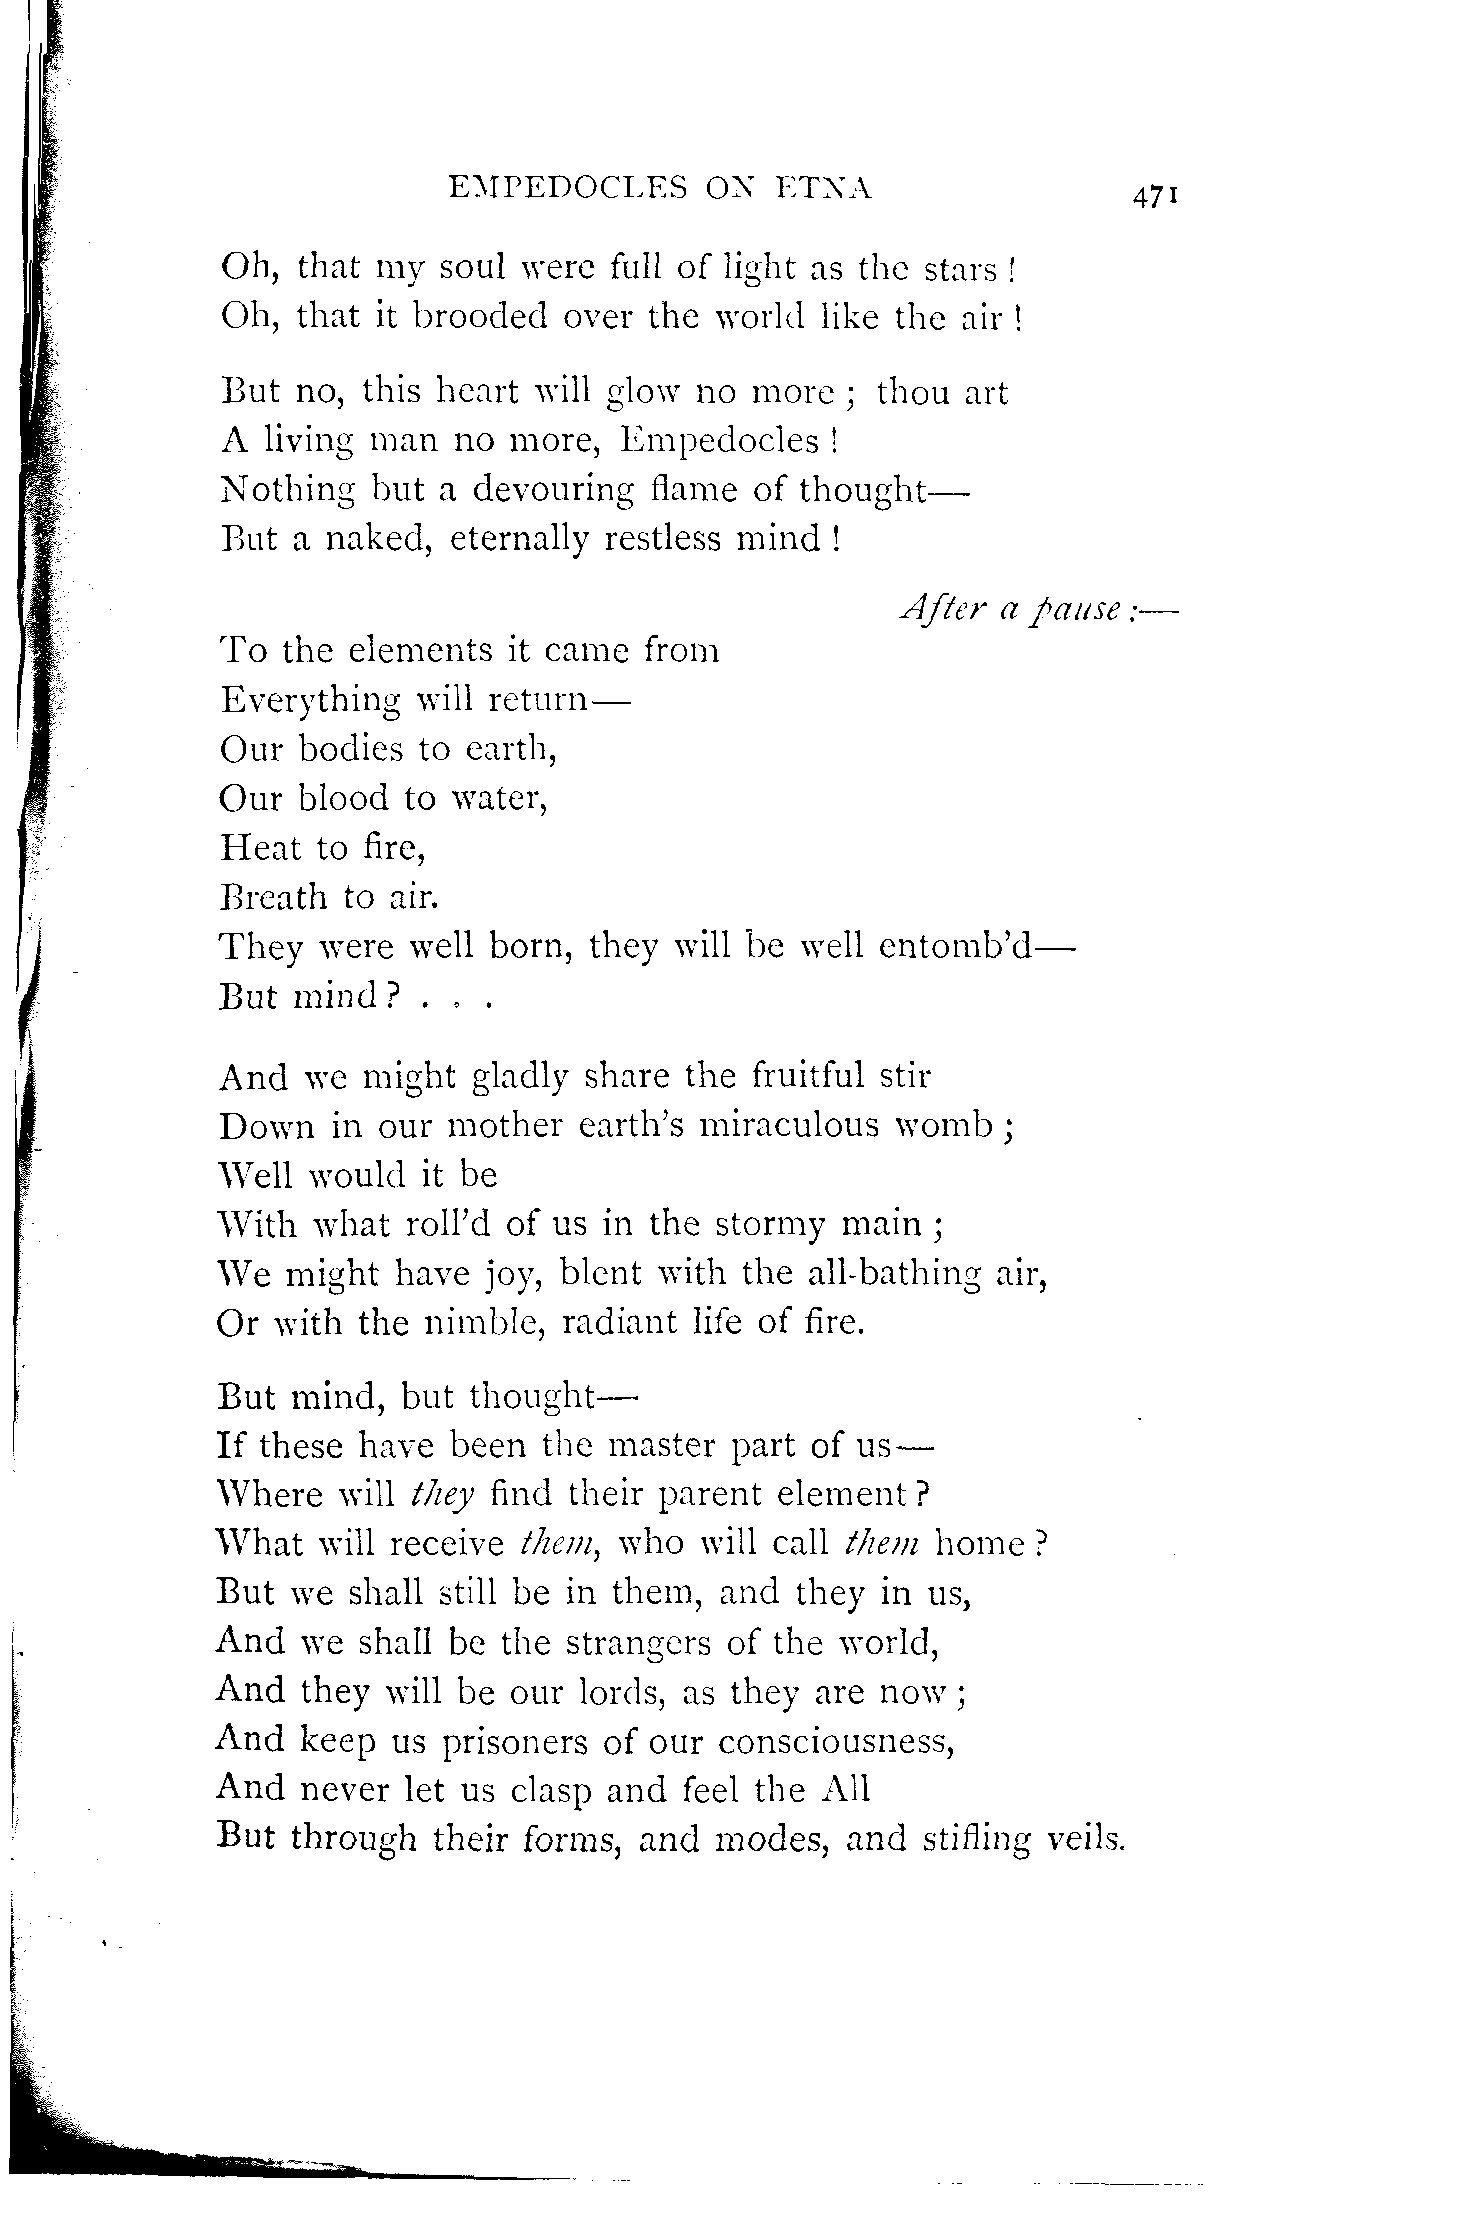 EMPEDOCLES ON ETNA 471
Oh, that my soul were full of light as the stars !
Oh, that it brooded over the world like the air !
But no, this heart will glow no more ; thou art
A living man no more, Empedocles !
Nothing but a devouring flame of thought—
But a naked, eternally restless mind !
After a pause :—
To the elements it came from
Everything will return—
Our bodies to earth,
Our blood to water,
Heat to fire,
Breath to air.
They were well born, they will be well entomb'd—
But mind ? . . .
And we might gladly share the fruitful stir
Down in our mother earth's miraculous womb ;
Well would it be
With what roll'd of us in the stormy main ;
We might have joy, blent with the all-bathing air,
Or with the nimble, radiant life of fire.
But mind, but thought—
If these have been the master part of us—
Where will they find their parent element ?
What will receive them, who will call them home ?
But we shall still be in them, and they in us,
And we shall be the strangers of the world,
And they will be our lords, as they are now ;
And keep us prisoners of our consciousness,
And never let us clasp and feel the All
But through their forms, and modes, and stifling veils.